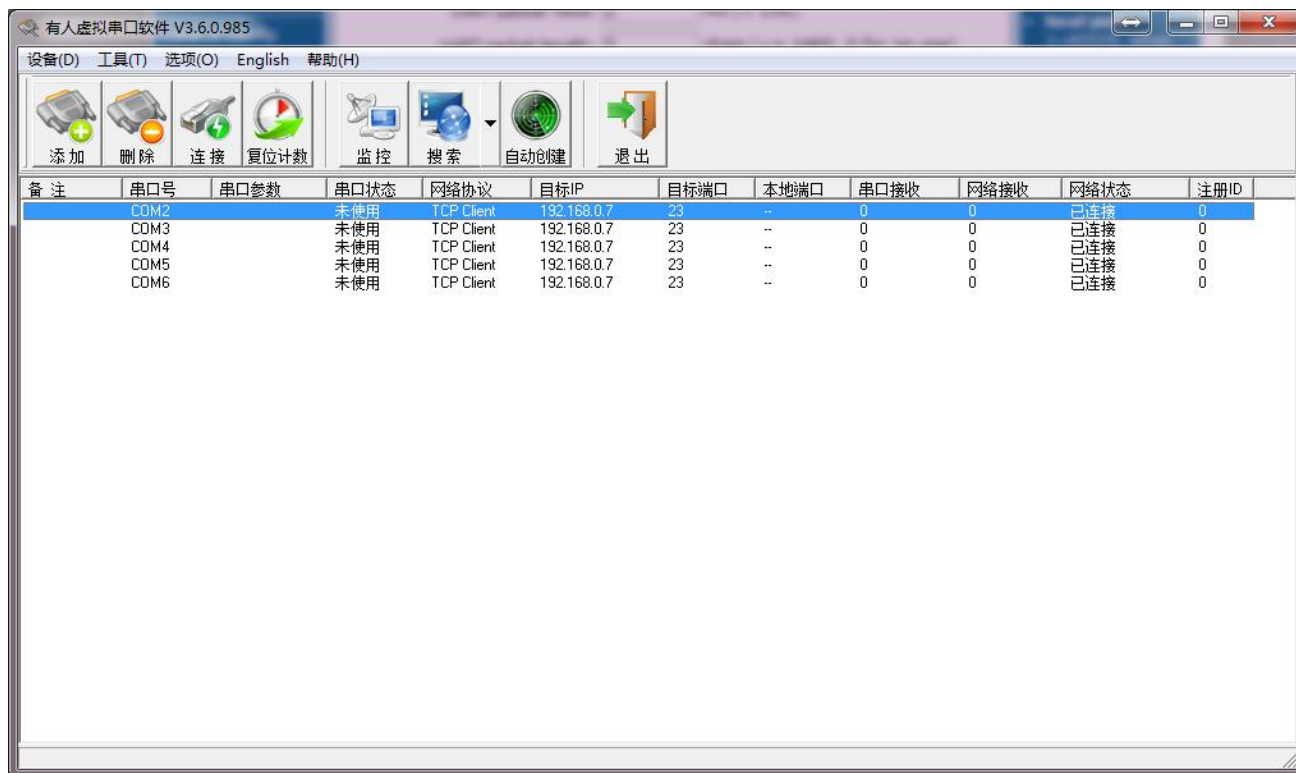 有人虚拟串口软件 V3.6.0.985
设备(D) 工具(T) 选项(O) English 帮助(H)
添加 删除 连接 复位计数 监控 搜索 自动创建 退出
备注 串口号 串口参数 串口状态 网络协议 目标IP 目标端口 本地端口 串口接收 网络接收 网络状态 注册ID
COM2 未使用 TCP Client 192.168.0.7 23 -- 0 0 已连接 0
COM3 未使用 TCP Client 192.168.0.7 23 -- 0 0 已连接 0
COM4 未使用 TCP Client 192.168.0.7 23 -- 0 0 已连接 0
COM5 未使用 TCP Client 192.168.0.7 23 -- 0 0 已连接 0
COM6 未使用 TCP Client 192.168.0.7 23 -- 0 0 已连接 0